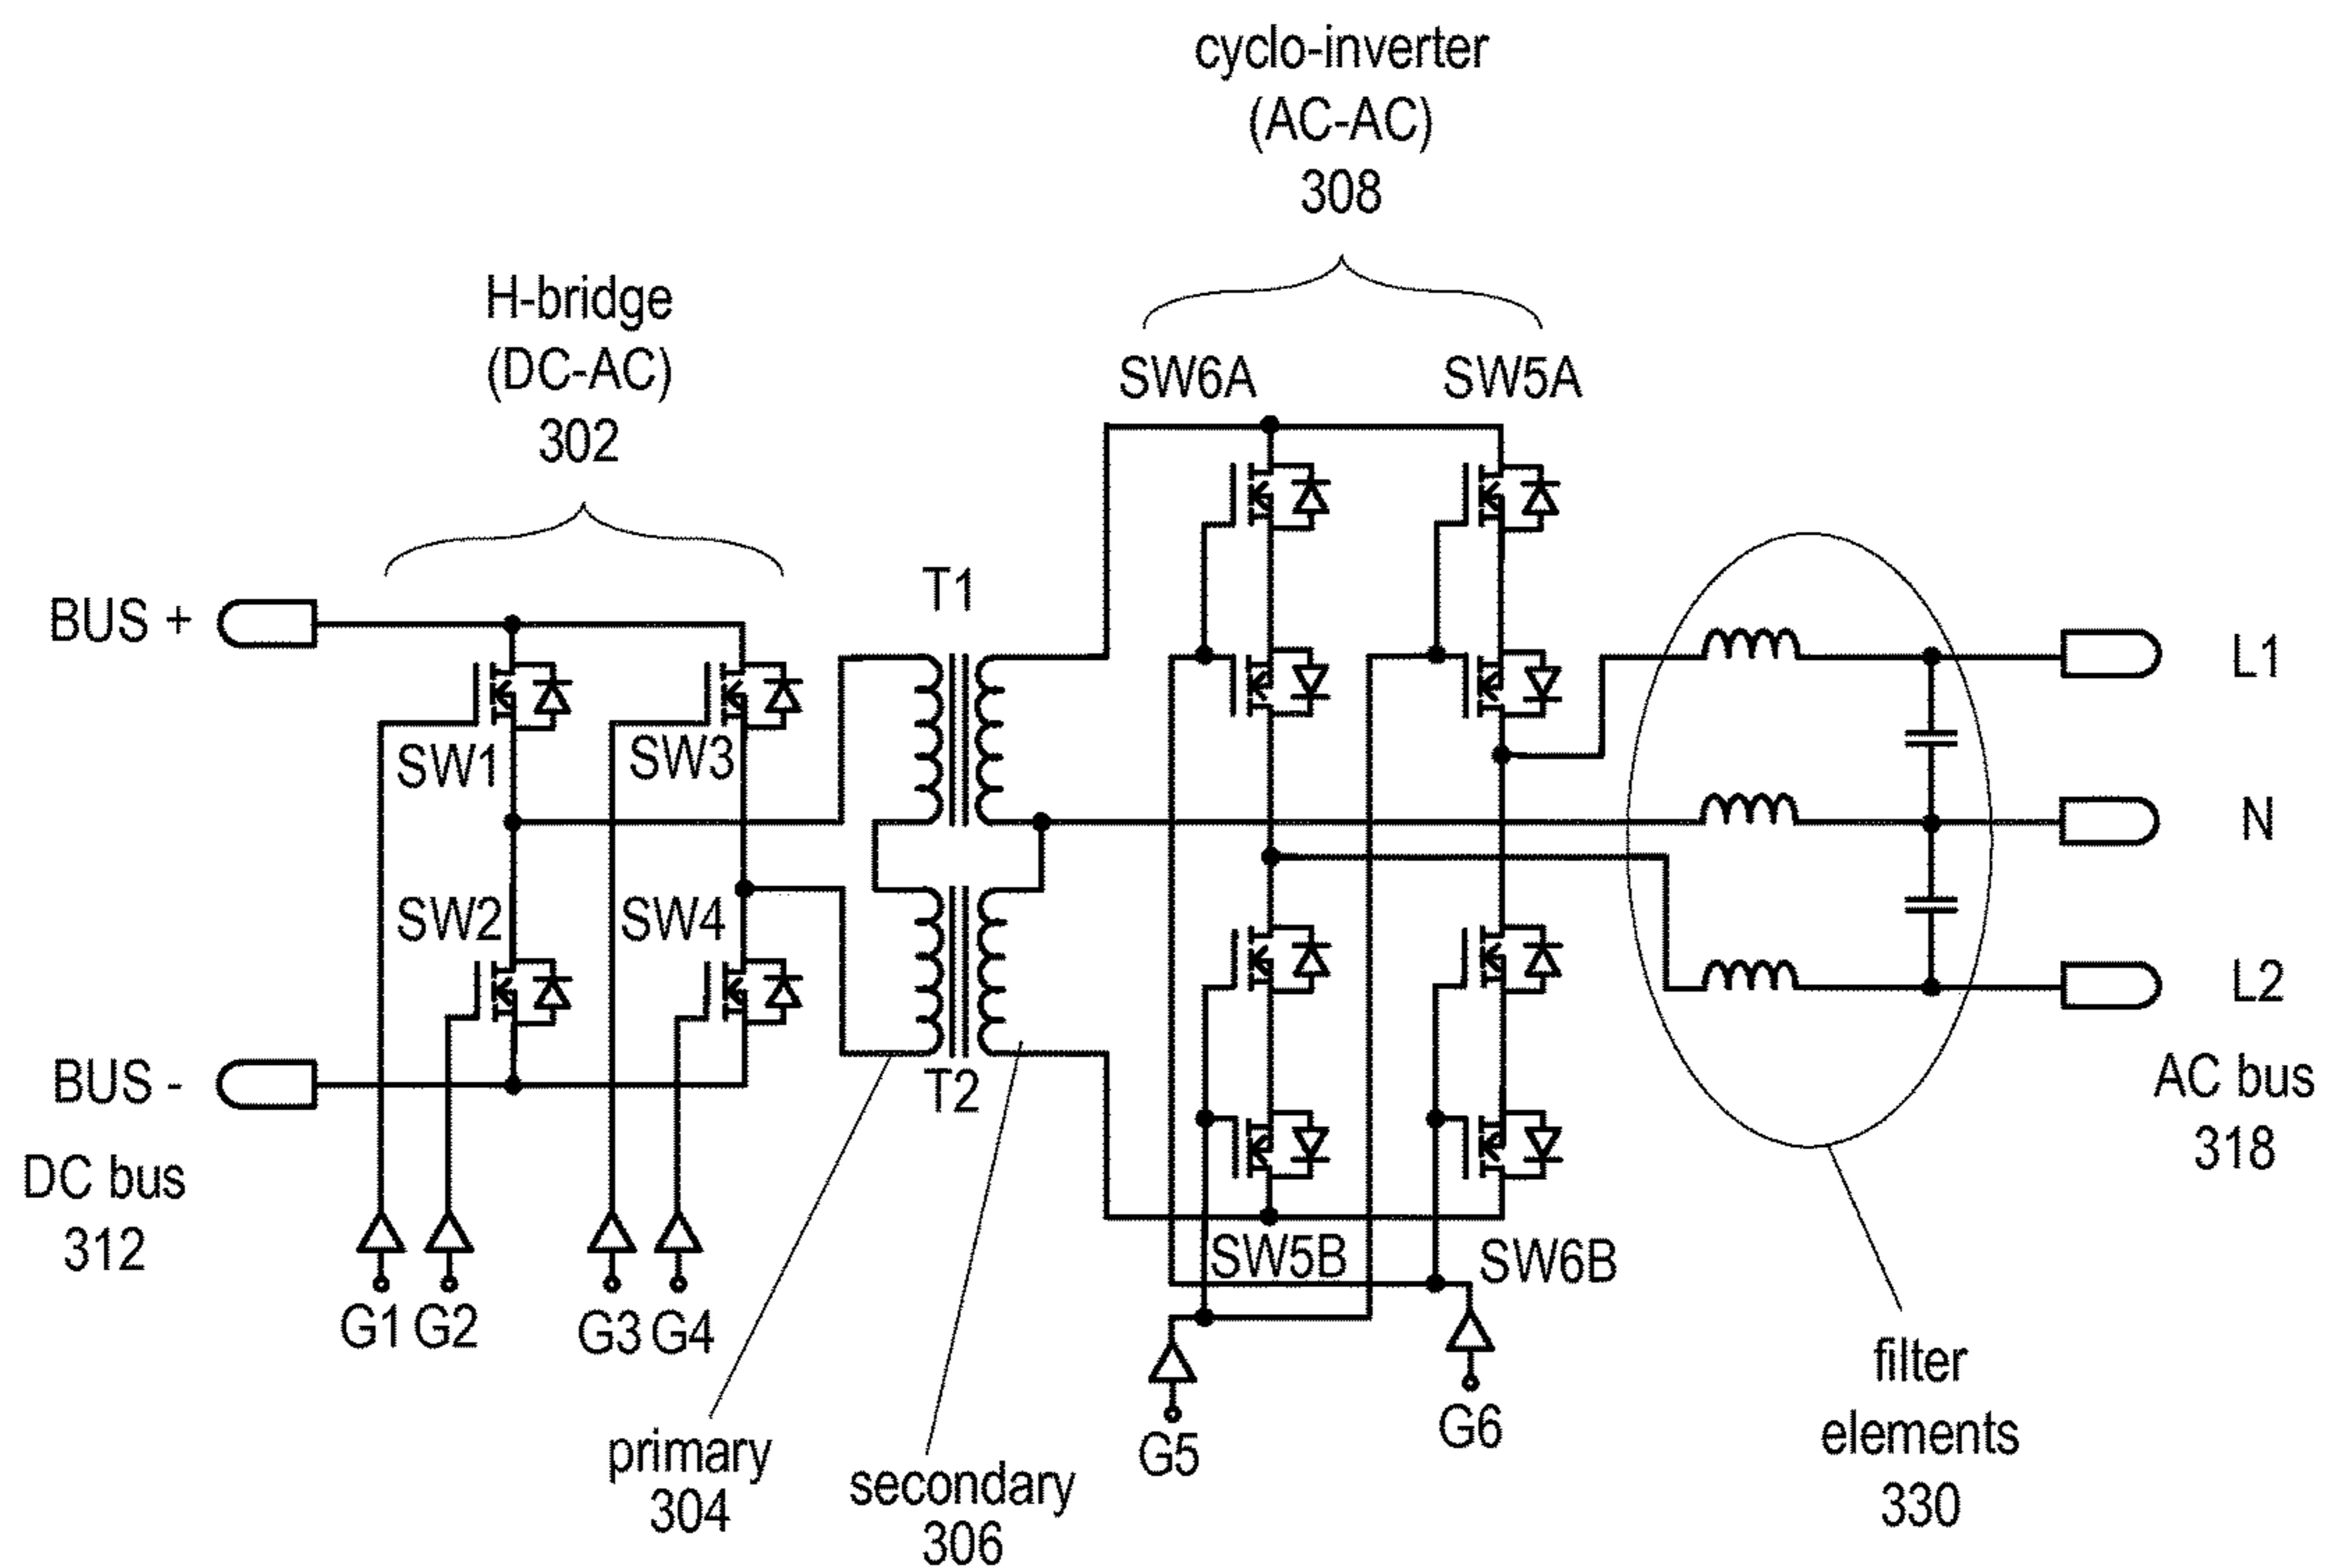 cyclo-inverter
(AC-AC)
308
H-bridge
(DC-AC)
302
SW6A
SW5A
T1
BUS +
L1
SW1
SW3
N
SW2
SW4
L2
BUS -
T2
AC bus
318
DC bus
312
SW5B
SW6B
G1
G2
G3
G4
G5
G6
filter
elements
330
primary
304
secondary
306